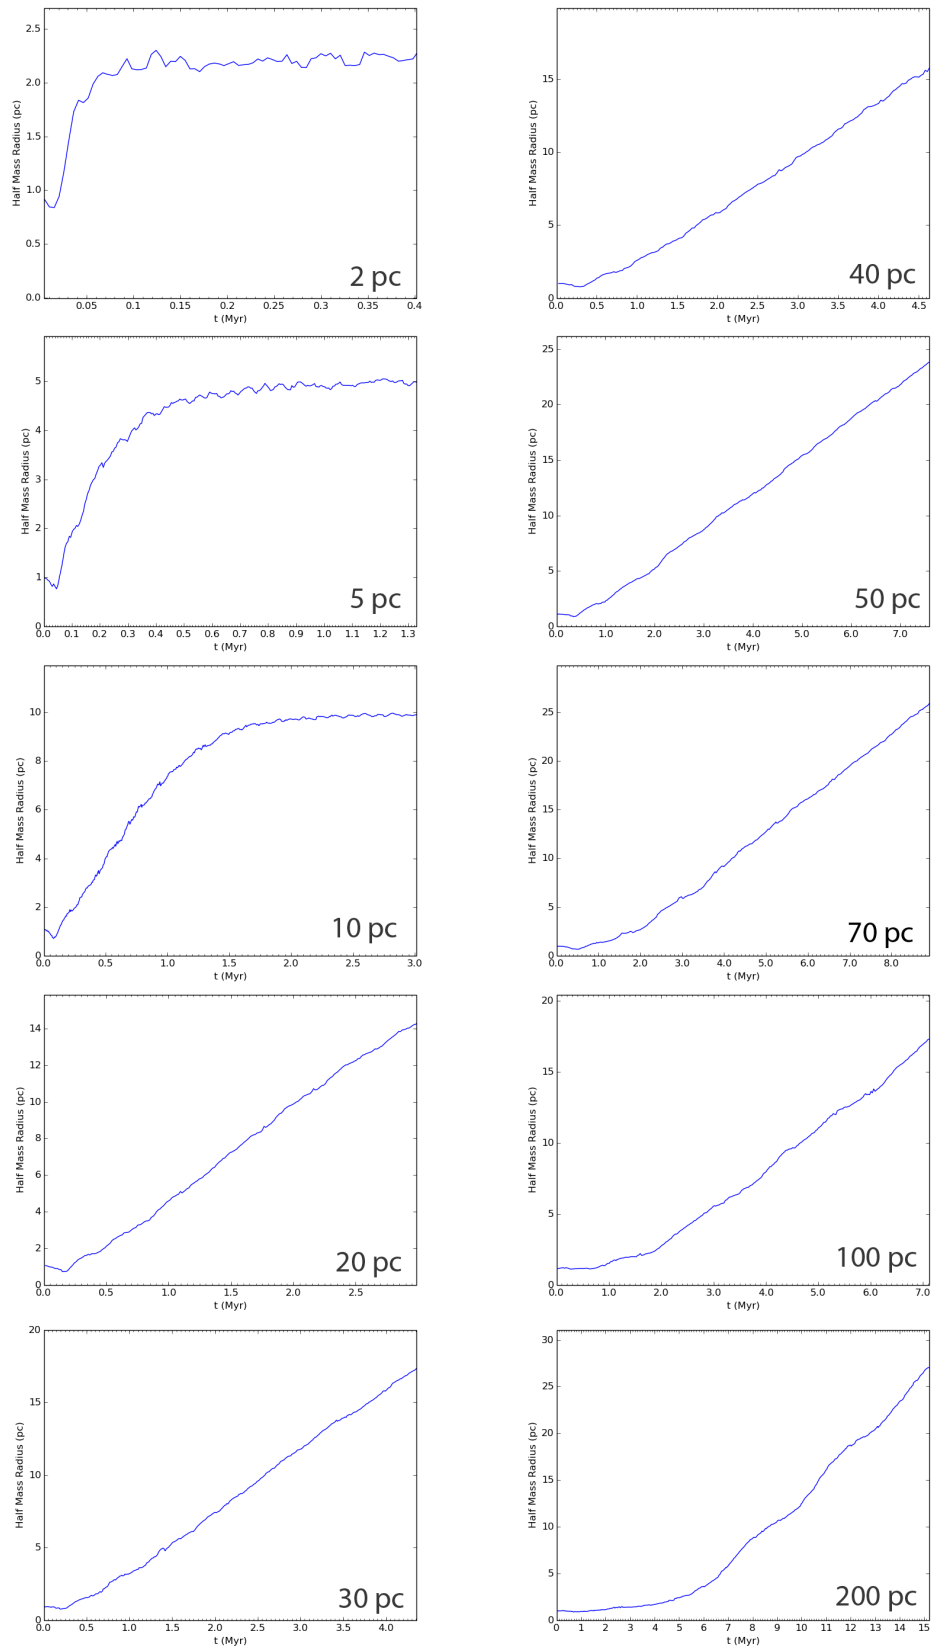 2.5
2.0
1.5
1.0
0.5
0.0
Half Mass Radius (pc)
2 pc
0.05 0.1 0.15 0.2 0.25 0.3 0.35 0.4
t (Myr)
5
4
3
2
1
0
Half Mass Radius (pc)
5 pc
0.0 0.1 0.2 0.3 0.4 0.5 0.6 0.7 0.8 0.9 1.0 1.1 1.2 1.3
t (Myr)
10
8
6
4
2
0
Half Mass Radius (pc)
10 pc
0.0 0.5 1.0 1.5 2.0 2.5 3.0
t (Myr)
14
12
10
8
6
4
2
0
Half Mass Radius (pc)
20 pc
0.0 0.5 1.0 1.5 2.0 2.5
t (Myr)
20
15
10
5
0
Half Mass Radius (pc)
30 pc
0.0 0.5 1.0 1.5 2.0 2.5 3.0 3.5 4.0
t (Myr)
15
10
5
0
Half Mass Radius (pc)
40 pc
0.0 0.5 1.0 1.5 2.0 2.5 3.0 3.5 4.0 4.5
t (Myr)
25
20
15
10
5
0
Half Mass Radius (pc)
50 pc
0.0 1.0 2.0 3.0 4.0 5.0 6.0 7.0
t (Myr)
25
20
15
10
5
0
Half Mass Radius (pc)
70 pc
0.0 1.0 2.0 3.0 4.0 5.0 6.0 7.0 8.0
t (Myr)
20
15
10
5
0
Half Mass Radius (pc)
100 pc
0.0 1.0 2.0 3.0 4.0 5.0 6.0 7.0
t (Myr)
30
25
20
15
10
5
0
Half Mass Radius (pc)
200 pc
0 1 2 3 4 5 6 7 8 9 10 11 12 13 14 15
t (Myr)